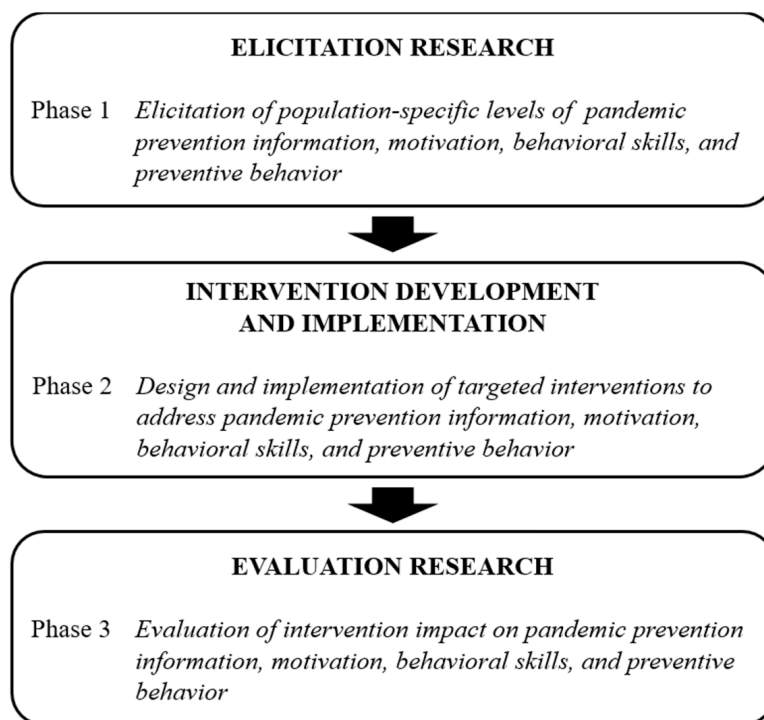 ELICITATION RESEARCH
Phase 1 Elicitation of population-specific levels of pandemic
prevention information, motivation, behavioral skills, and
preventive behavior
INTERVENTION DEVELOPMENT
AND IMPLEMENTATION
Phase 2 Design and implementation of targeted interventions to
address pandemic prevention information, motivation,
behavioral skills, and preventive behavior
EVALUATION RESEARCH
Phase 3 Evaluation of intervention impact on pandemic prevention
information, motivation, behavioral skills, and preventive
behavior